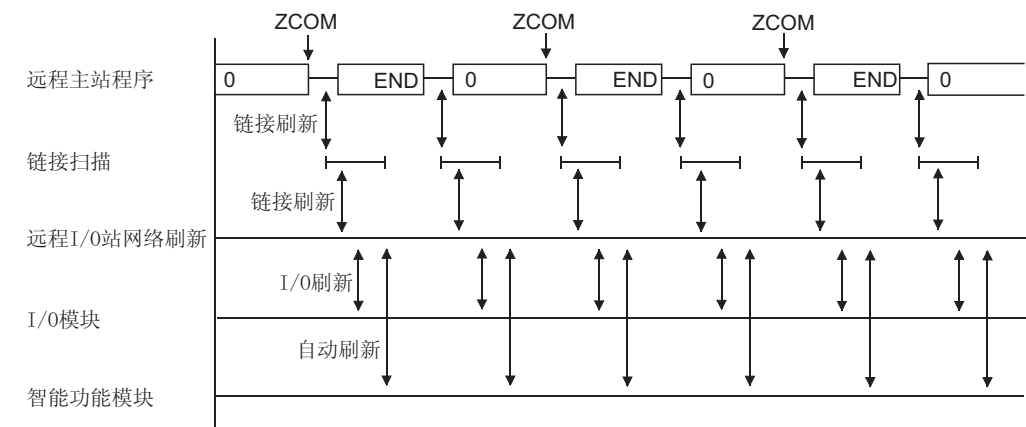 ZCOM ZCOM ZCOM
远程主站程序 0 END 0 END 0 END 0
链接刷新
链接扫描
链接刷新
远程I/O站网络刷新
I/O刷新
I/O模块
自动刷新
智能功能模块